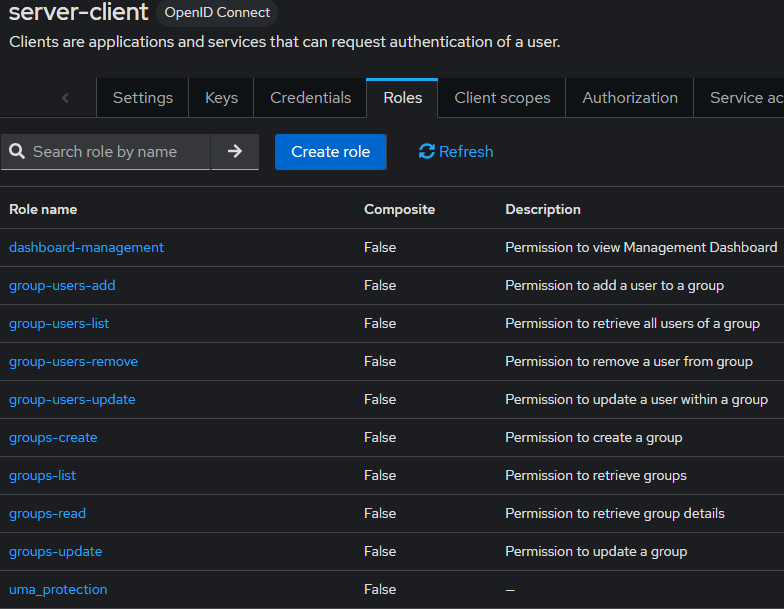 server-client OpenID Connect
Clients are applications and services that can request authentication of a user.
Settings Keys Credentials Roles Client scopes Authorization Service ac
Search role by name Create role Refresh
Role name Composite Description
dashboard-management False Permission to view Management Dashboard
group-users-add False Permission to add a user to a group
group-users-list False Permission to retrieve all users of a group
group-users-remove False Permission to remove a user from group
group-users-update False Permission to update a user within a group
groups-create False Permission to create a group
groups-list False Permission to retrieve groups
groups-read False Permission to retrieve group details
groups-update False Permission to update a group
uma_protection False –